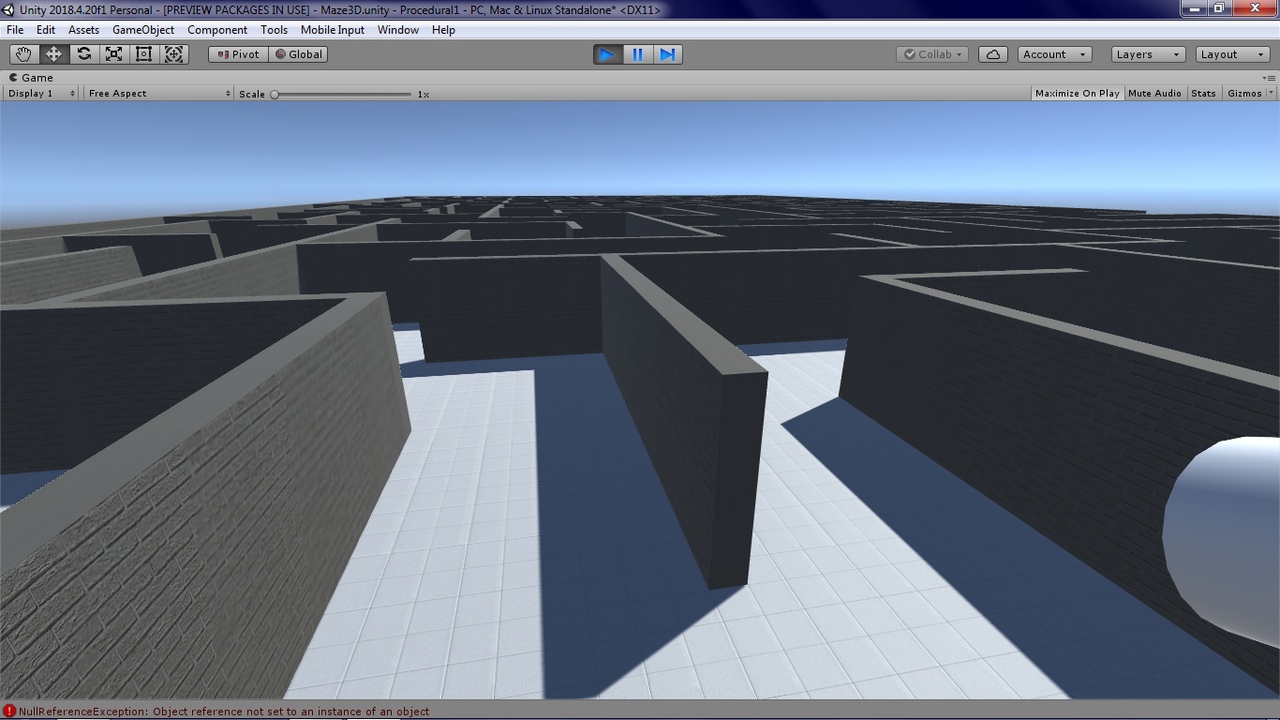 Unity 2018.4.20f1 Personal - [PREVIEW PACKAGES IN USE] - Maze3D.unity - Procedural1 - PC, Mac & Linux Standalone* <DX11>
File Edit Assets GameObject Component Tools Mobile Input Window Help
Pivot Global Collab Account Layers Layout
Game
Display 1 Free Aspect Scale 1x Maximize On Play Mute Audio Stats Gizmos
NullReferenceException: Object reference not set to an instance of an object